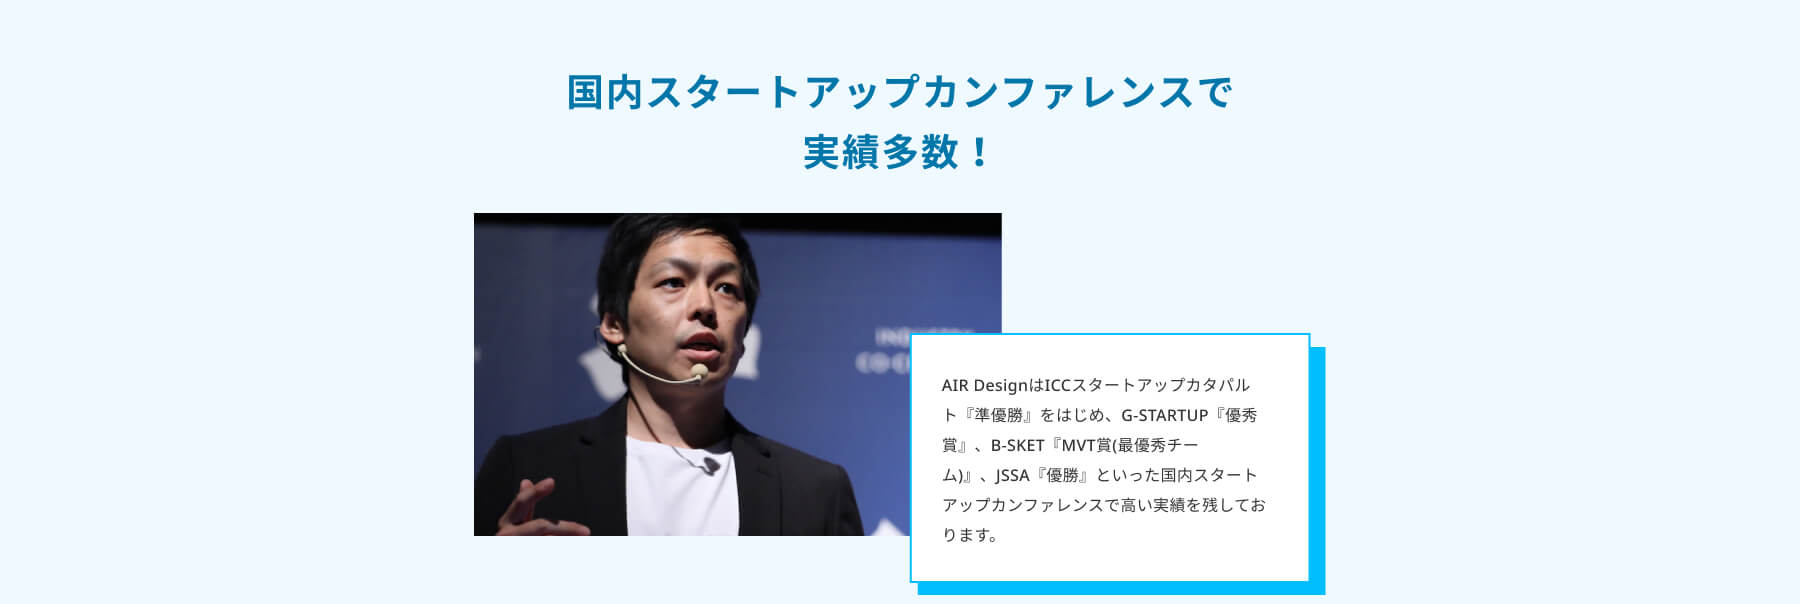 国内スタートアップカンファレンスで
実績多数！
AIR DesignはICCスタートアップカタパル
ト『準優勝』をはじめ、G-STARTUP『優秀
賞』、B-SKET『MVT賞(最優秀チー
ム)』、JSSA『優勝』といった国内スタート
アップカンファレンスで高い実績を残してお
ります。